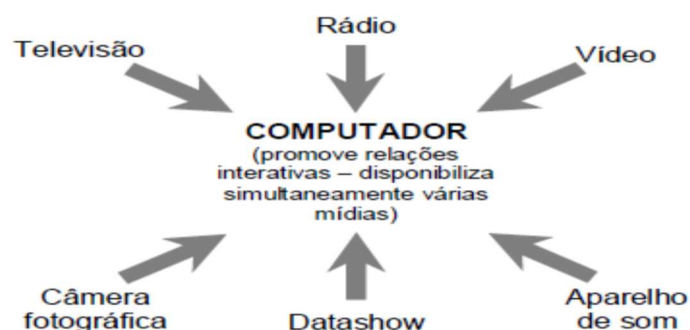 Rádio
Televisão
Vídeo
COMPUTADOR
(promove relações
interativas – disponibiliza
simultaneamente várias
mídias)
Câmera
fotográfica
Datashow
Aparelho
de som